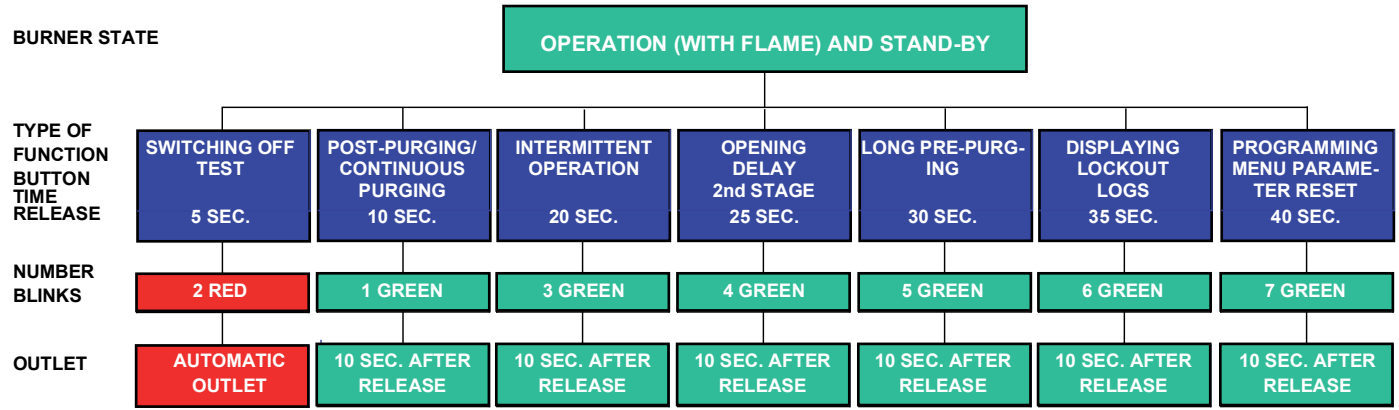 BURNER STATE
OPERATION (WITH FLAME) AND STAND-BY
TYPE OF
FUNCTION
BUTTON
TIME
RELEASE
SWITCHING OFF
TEST
5 SEC.
POST-PURGING/
CONTINUOUS
PURGING
10 SEC.
INTERMITTENT
OPERATION
20 SEC.
OPENING
DELAY
2nd STAGE
25 SEC.
LONG PRE-PURG-
ING
30 SEC.
DISPLAYING
LOCKOUT
LOGS
35 SEC.
PROGRAMMING
MENU PARAME-
TER RESET
40 SEC.
NUMBER
BLINKS
2 RED
1 GREEN
3 GREEN
4 GREEN
5 GREEN
6 GREEN
7 GREEN
OUTLET
AUTOMATIC
OUTLET
10 SEC. AFTER
RELEASE
10 SEC. AFTER
RELEASE
10 SEC. AFTER
RELEASE
10 SEC. AFTER
RELEASE
10 SEC. AFTER
RELEASE
10 SEC. AFTER
RELEASE